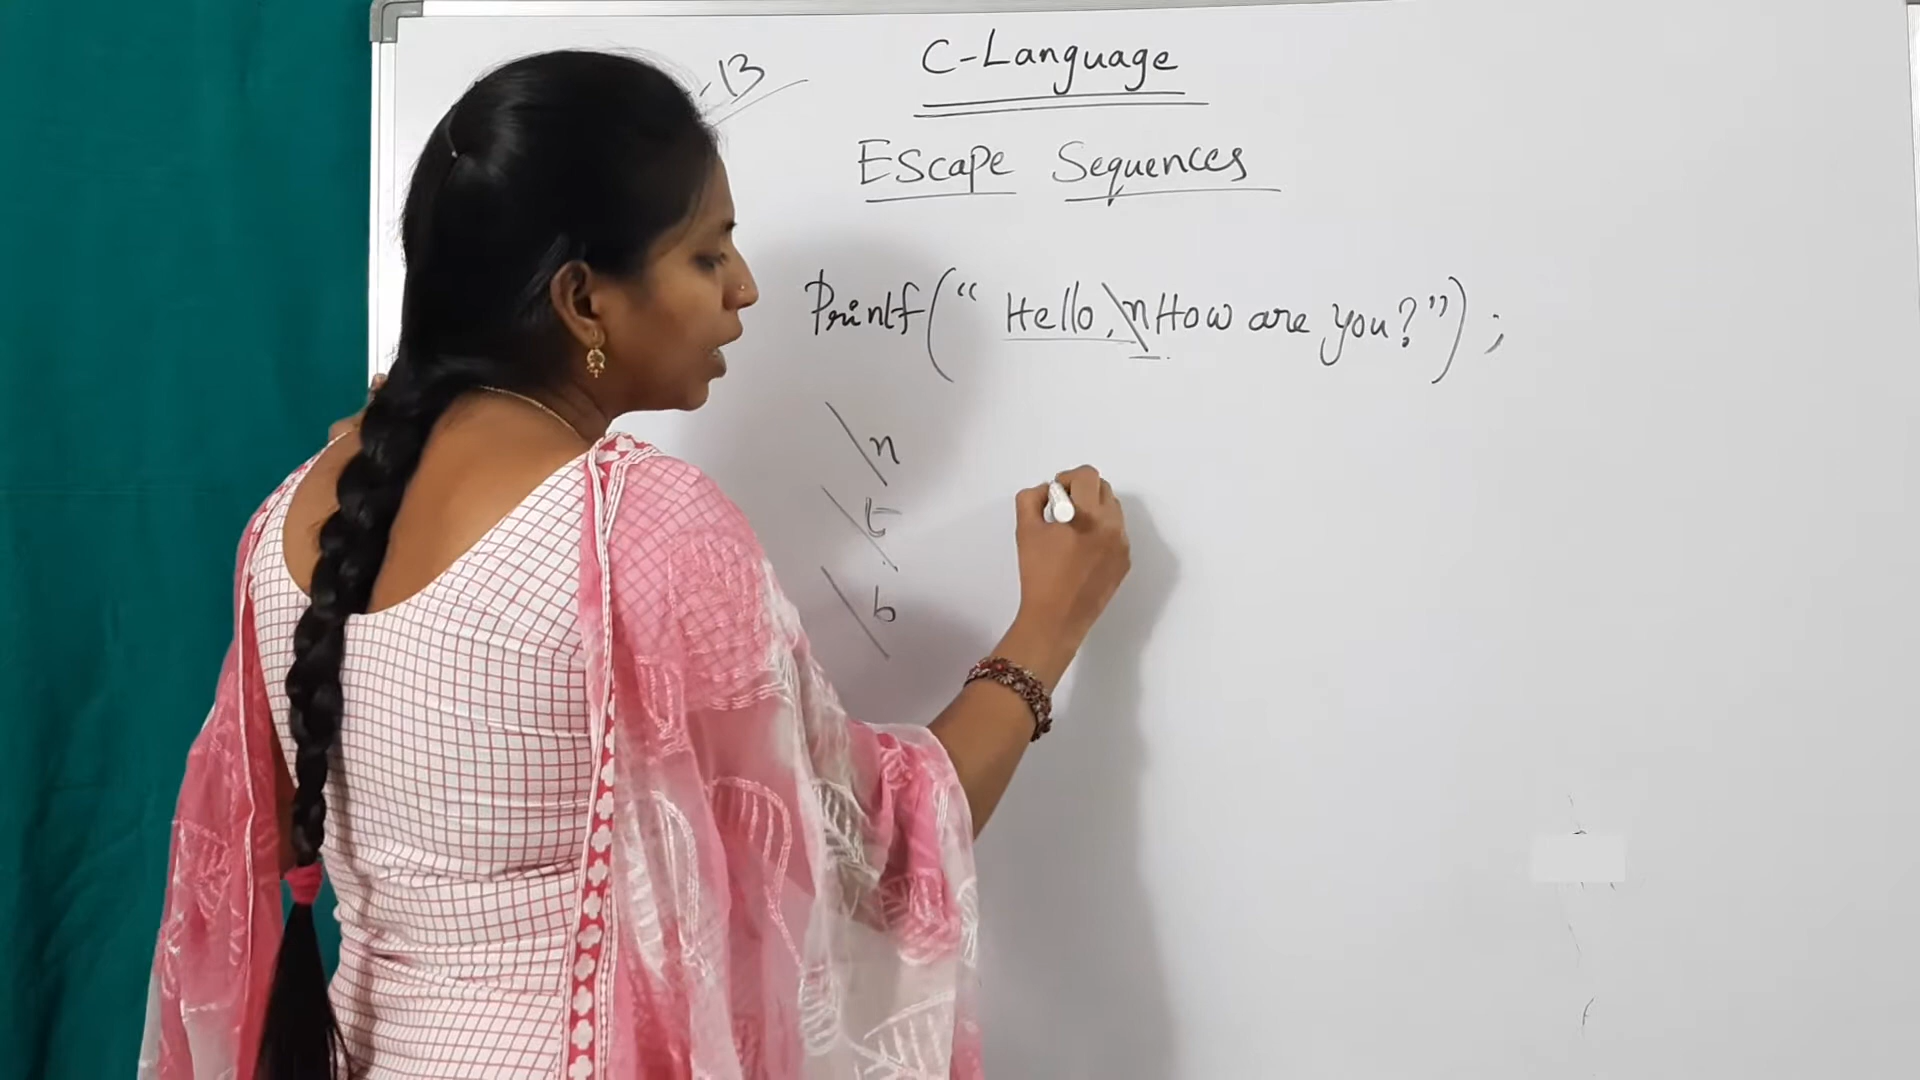 -13
C-Language
Escape Sequences
Printf(“ Hello,\nHow are you?”) ;
\n
\t
\b